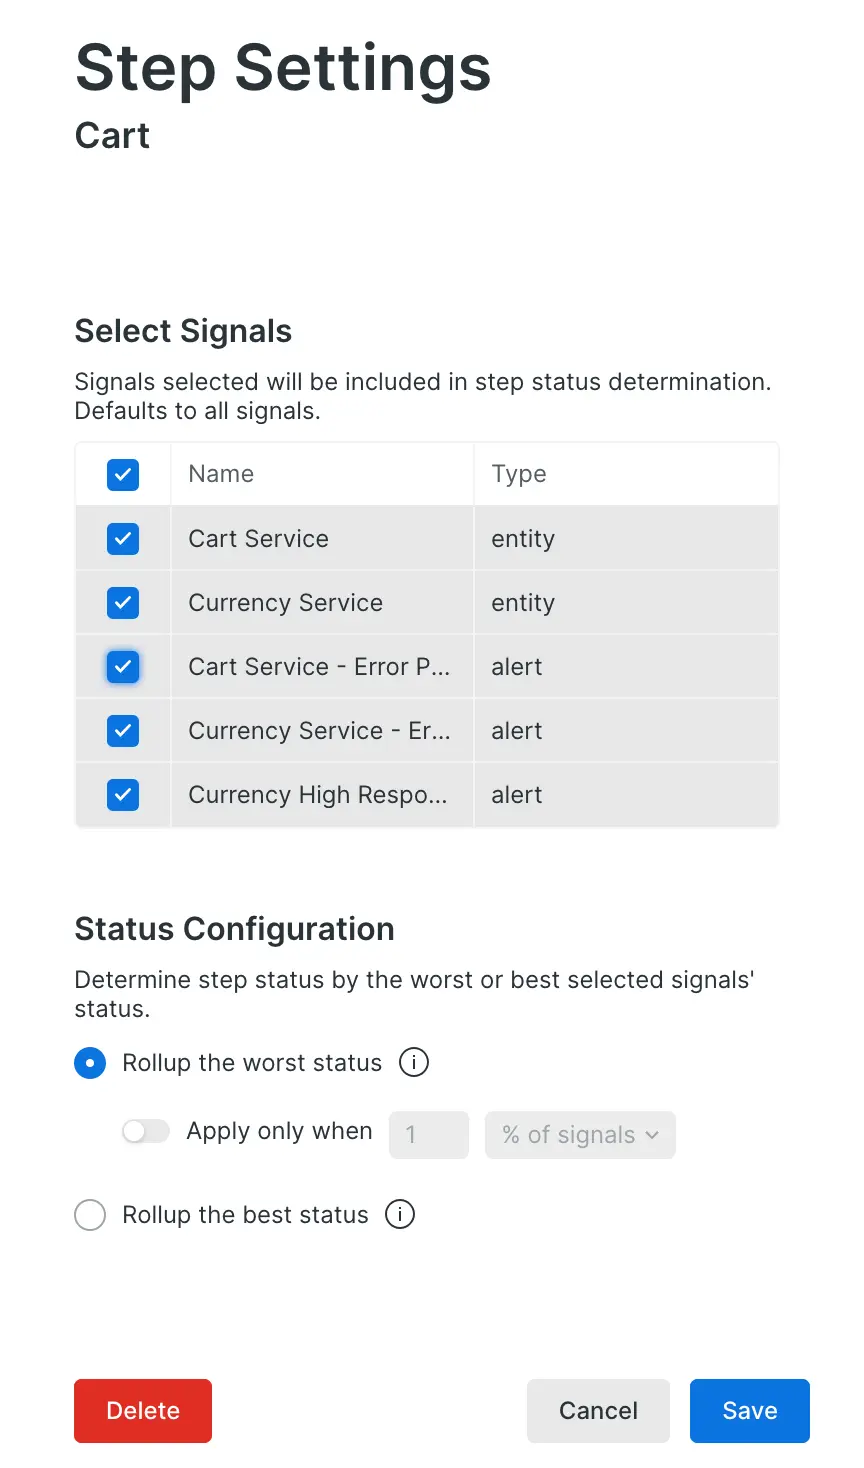 Step Settings
Cart
Select Signals
Signals selected will be included in step status determination.
Defaults to all signals.
Name Type
Cart Service entity
Currency Service entity
Cart Service - Error P... alert
Currency Service - Er... alert
Currency High Respo... alert
Status Configuration
Determine step status by the worst or best selected signals'
status.
Rollup the worst status
Apply only when 1 % of signals
Rollup the best status
Delete Cancel Save